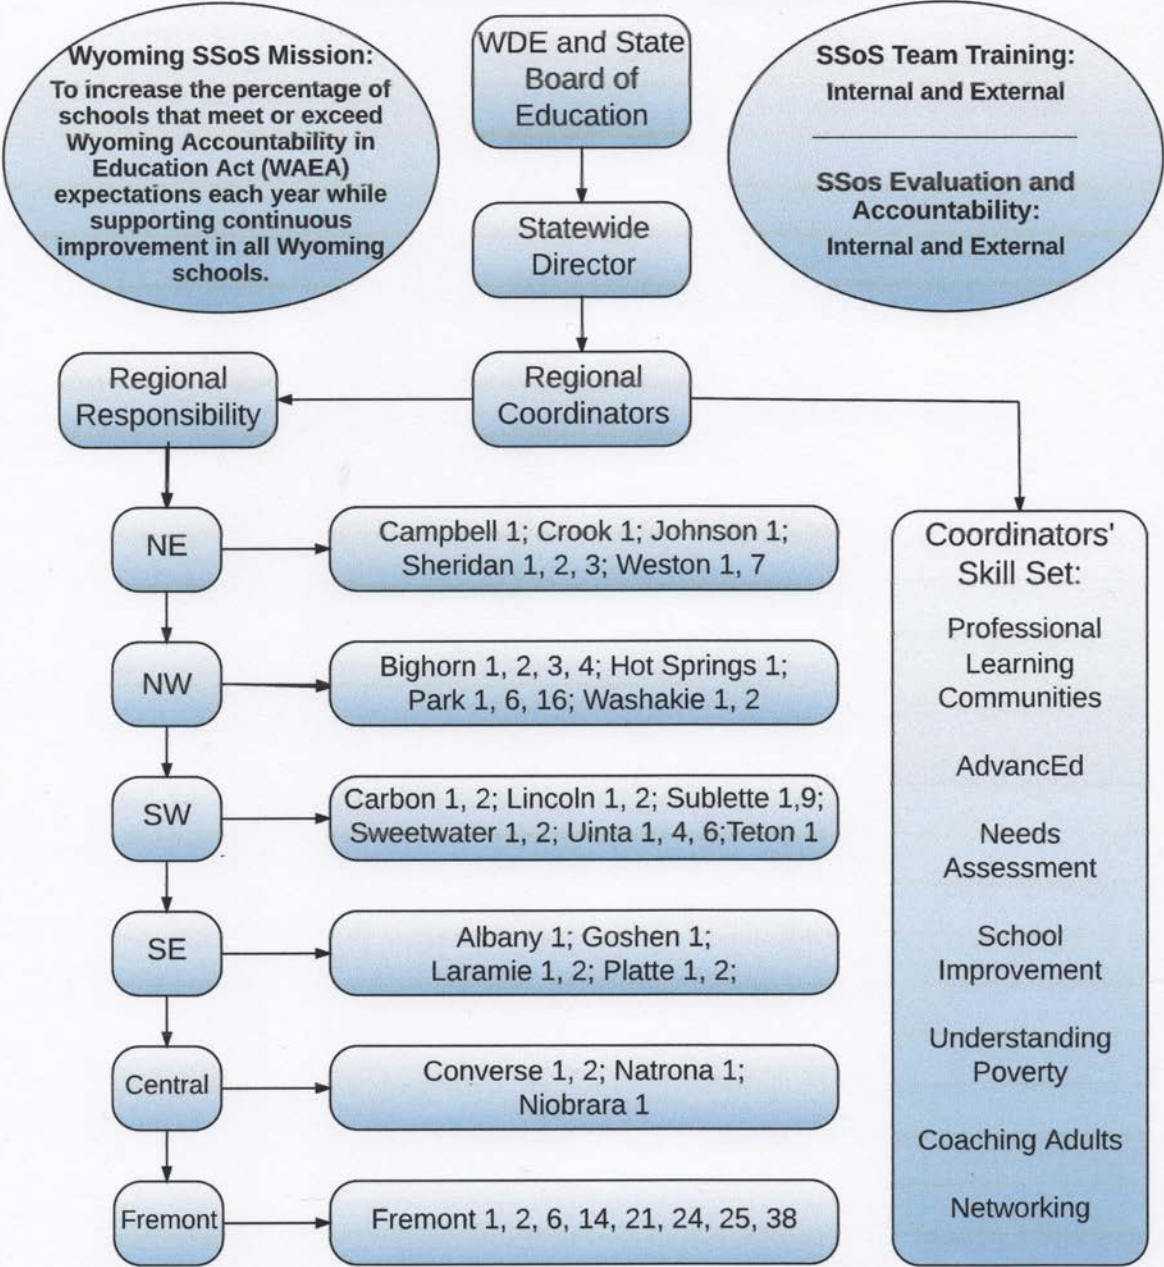 Wyoming SSoS Mission:
To increase the percentage of
schools that meet or exceed
Wyoming Accountability in
Education Act (WAEA)
expectations each year while
supporting continuous
improvement in all Wyoming
schools.
WDE and State
Board of
Education
SSoS Team Training:
Internal and External
SSos Evaluation and
Accountability:
Internal and External
Statewide
Director
Regional
Responsibility
Regional
Coordinators
NE
Campbell 1; Crook 1; Johnson 1;
Sheridan 1, 2, 3; Weston 1, 7
NW
Bighorn 1, 2, 3, 4; Hot Springs 1;
Park 1, 6, 16; Washakie 1, 2
SW
Carbon 1, 2; Lincoln 1, 2; Sublette 1,9;
Sweetwater 1, 2; Uinta 1, 4, 6;Teton 1
SE
Albany 1; Goshen 1;
Laramie 1, 2; Platte 1, 2;
Central
Converse 1, 2; Natrona 1;
Niobrara 1
Fremont
Fremont 1, 2, 6, 14, 21, 24, 25, 38
Coordinators'
Skill Set:
Professional
Learning
Communities
AdvancEd
Needs
Assessment
School
Improvement
Understanding
Poverty
Coaching Adults
Networking